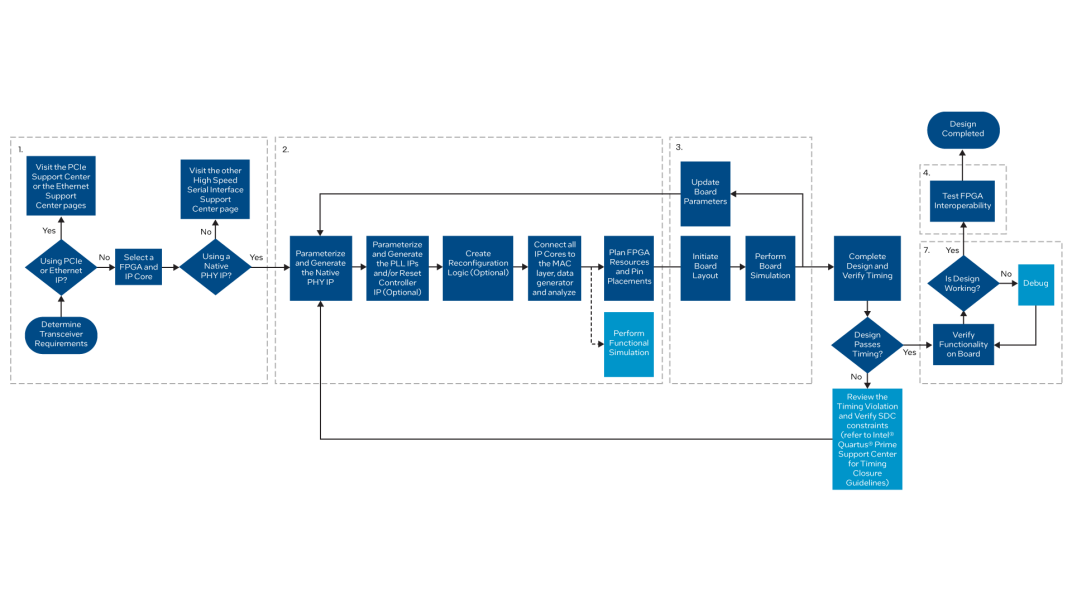 1.
Visit the PCIe
Support Center
or the Ethernet
Support
Center pages
Yes
Using PCIe
or Ethernet
IP?
No
Determine
Transceiver
Requirements
Select a
FPGA and
IP Core
Visit the other
High Speed
Serial Interface
Support
Center page
No
Using a
Native
PHY IP?
Yes
2.
Parameterize
and Generate
the Native
PHY IP
Parameterize
and Generate
the PLL IPs
and/or Reset
Controller
IP (Optional)
Create
Reconfiguration
Logic (Optional)
Connect all
IP Cores to
the MAC
layer, data
generator
and analyze
Plan FPGA
Resources
and Pin
Placements
Perform
Functional
Simulation
3.
Update
Board
Parameters
Initiate
Board
Layout
Perform
Board
Simulation
Complete
Design and
Verify Timing
Design
Passes
Timing?
Yes
No
Review the
Timing Violation
and Verify SDC
constraints
(refer to Intel®
Quartus® Prime
Support Center
for Timing
Closure
Guidelines)
Design
Completed
4.
Test FPGA
Interoperability
7.
Yes
Is Design
Working?
No
Debug
Verify
Functionality
on Board